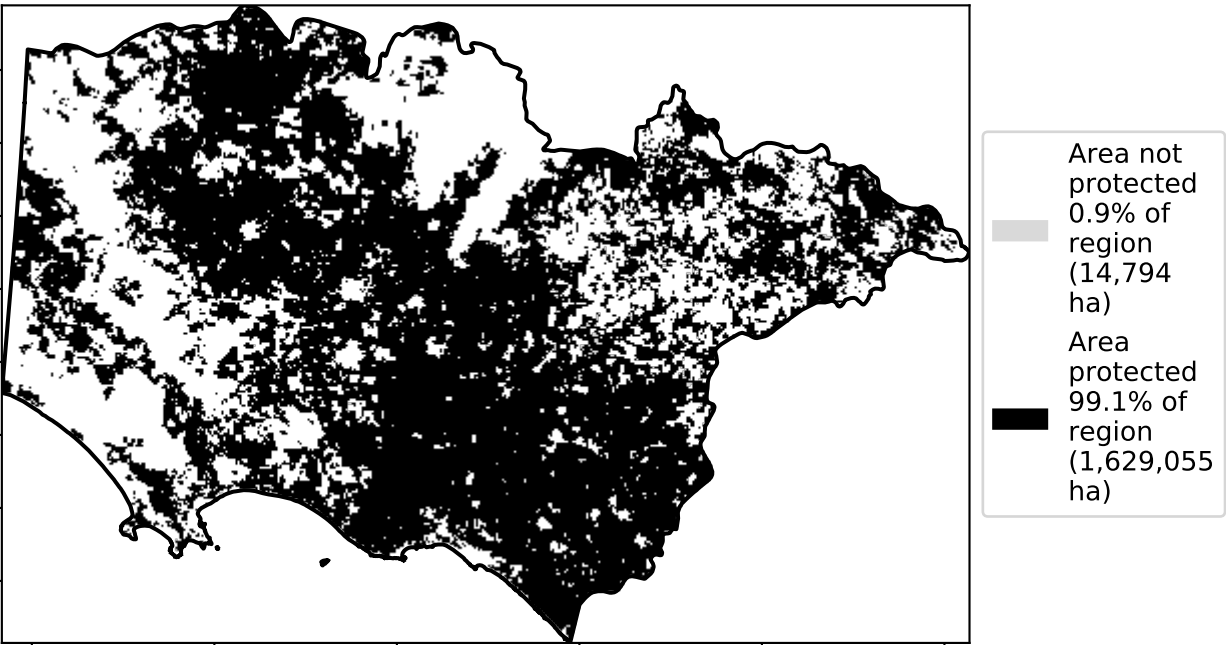 Area not
protected
0.9% of
region
(14,794
ha)
Area
protected
99.1% of
region
(1,629,055
ha)